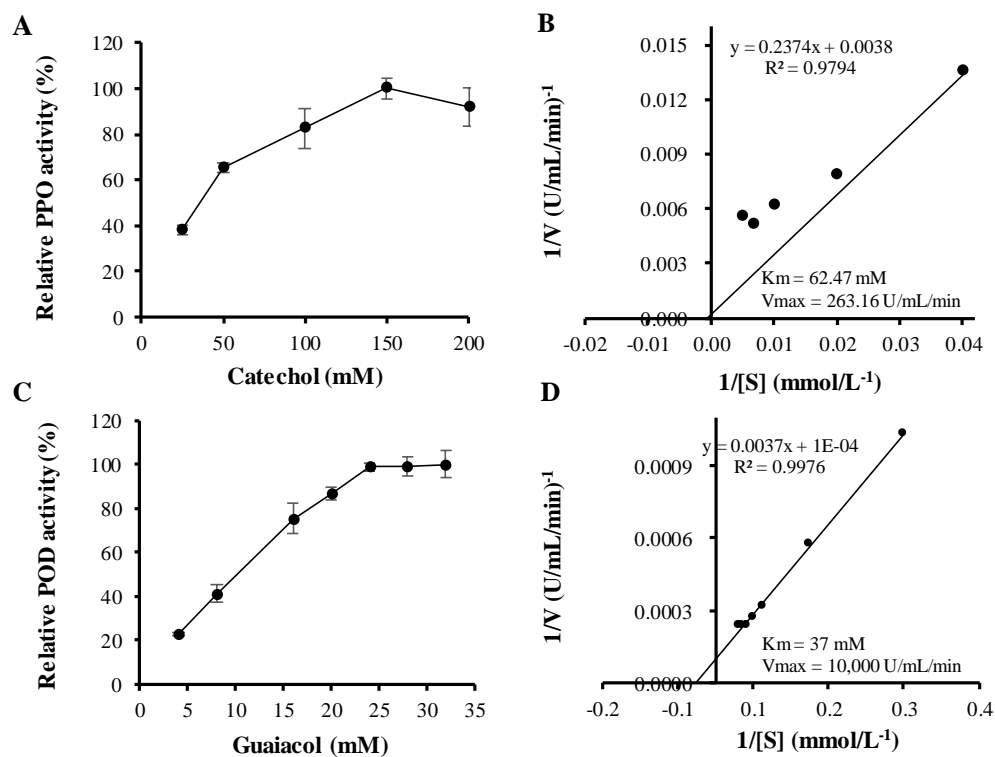 A
Relative PPO activity (%)
120
100
80
60
40
20
0
0 50 100 150 200
Catechol (mM)
B
1/V (U/mL/min)-1
0.015
0.012
0.009
0.006
0.003
0.000
y = 0.2374x + 0.0038
R² = 0.9794
Km = 62.47 mM
Vmax = 263.16 U/mL/min
-0.02 -0.01 0.00 0.01 0.02 0.03 0.04
1/[S] (mmol/L-1)
C
Relative POD activity (%)
120
100
80
60
40
20
0
0 5 10 15 20 25 30 35
Guaiacol (mM)
D
1/V (U/mL/min)-1
0.0009
0.0006
0.0003
0.0000
y = 0.0037x + 1E-04
R² = 0.9976
Km = 37 mM
Vmax = 10,000 U/mL/min
-0.2 -0.1 0.1 0.2 0.3 0.4
1/[S] (mmol/L-1)